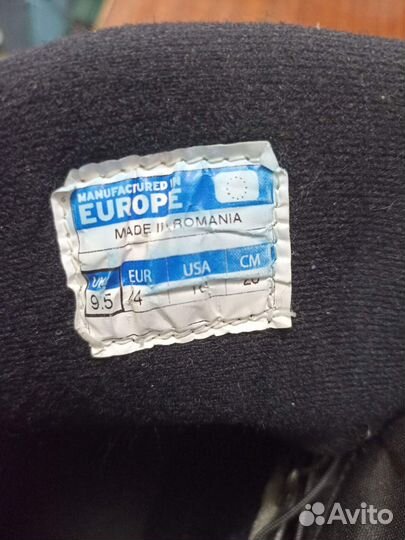 MANUFACTURED IN
EUROPE
MADE IN ROMANIA
UK EUR USA CM
9.5
Avito